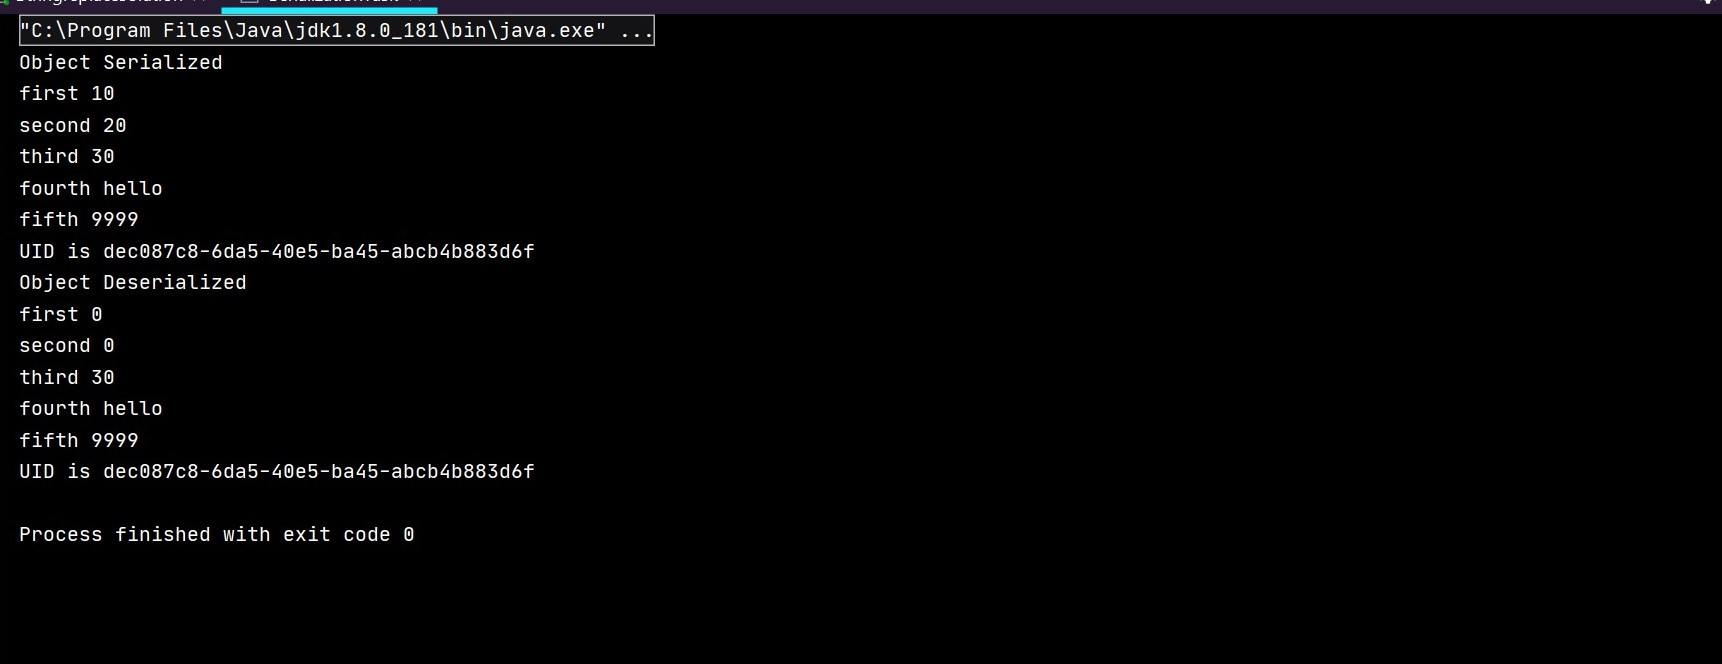 "C:\Program Files\Java\jdk1.8.0_181\bin\java.exe" ...
Object Serialized
first 10
second 20
third 30
fourth hello
fifth 9999
UID is dec087c8-6da5-40e5-ba45-abcb4b883d6f
Object Deserialized
first 0
second 0
third 30
fourth hello
fifth 9999
UID is dec087c8-6da5-40e5-ba45-abcb4b883d6f
Process finished with exit code 0